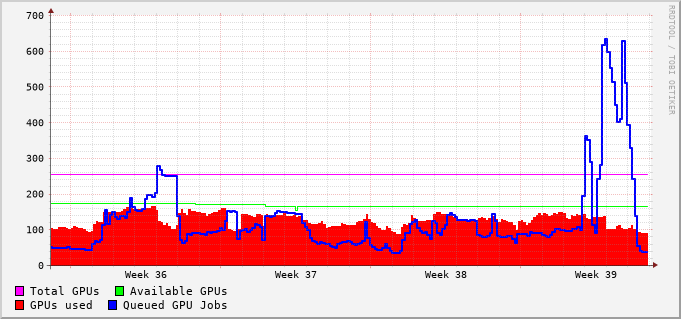 700
600
500
400
300
200
100
0
Week 36 Week 37 Week 38 Week 39
Total GPUs Available GPUs
GPUs used Queued GPU Jobs
RRDTOOL / TOBI OETIKER